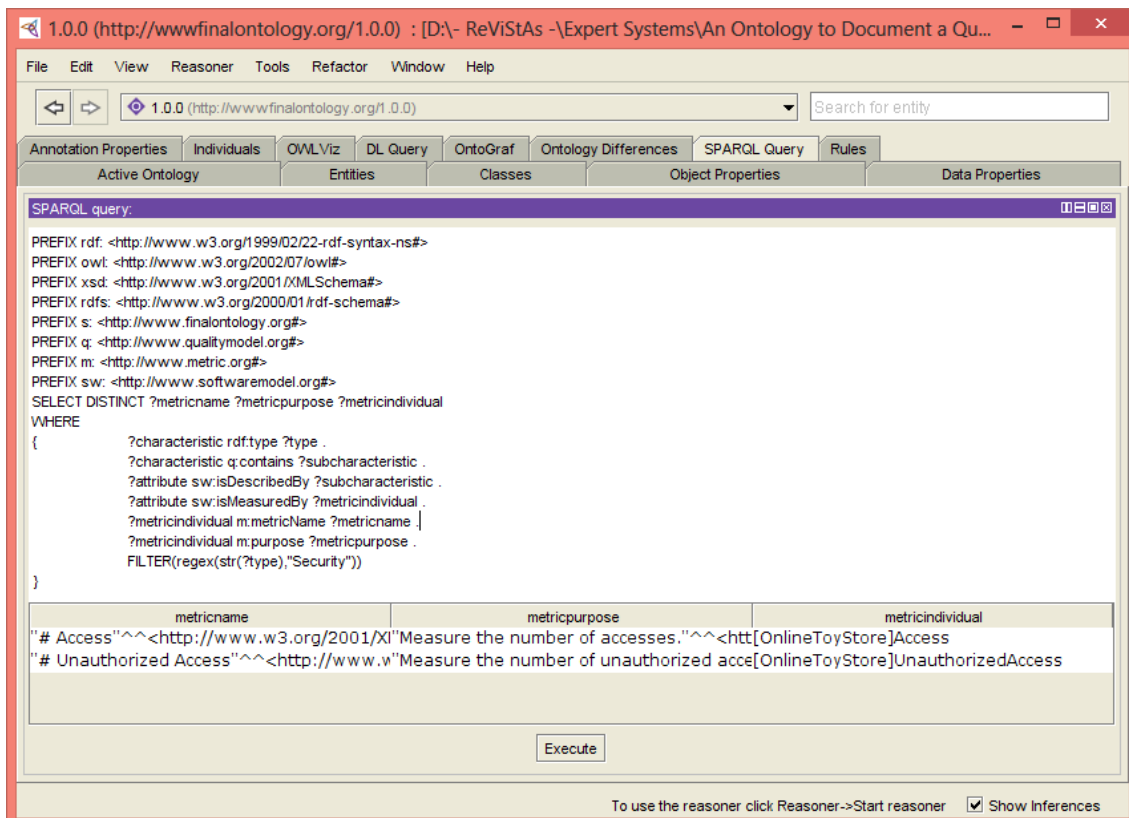 1.0.0 (http://wwwfinalontology.org/1.0.0) : [D:\- ReViStAs -\Expert Systems\An Ontology to Document a Qu...
File Edit View Reasoner Tools Refactor Window Help
1.0.0 (http://wwwfinalontology.org/1.0.0) Search for entity
Annotation Properties Individuals OWLViz DL Query OntoGraf Ontology Differences SPARQL Query Rules
Active Ontology Entities Classes Object Properties Data Properties
SPARQL query:
PREFIX rdf: <http://www.w3.org/1999/02/22-rdf-syntax-ns#>
PREFIX owl: <http://www.w3.org/2002/07/owl#>
PREFIX xsd: <http://www.w3.org/2001/XMLSchema#>
PREFIX rdfs: <http://www.w3.org/2000/01/rdf-schema#>
PREFIX s: <http://www.finalontology.org#>
PREFIX q: <http://www.qualitymodel.org#>
PREFIX m: <http://www.metric.org#>
PREFIX sw: <http://www.softwaremodel.org#>
SELECT DISTINCT ?metricname ?metricpurpose ?metricindividual
WHERE
{ ?characteristic rdf:type ?type .
?characteristic q:contains ?subcharacteristic .
?attribute sw:isDescribedBy ?subcharacteristic .
?attribute sw:isMeasuredBy ?metricindividual .
?metricindividual m:metricName ?metricname .
?metricindividual m:purpose ?metricpurpose .
FILTER(regex(str(?type),"Security"))
}
metricname metricpurpose metricindividual
"# Access"^^<http://www.w3.org/2001/XI "Measure the number of accesses."^^<htt [OnlineToyStore]Access
"# Unauthorized Access"^^<http://www.v "Measure the number of unauthorized acce [OnlineToyStore]UnauthorizedAccess
Execute
To use the reasoner click Reasoner->Start reasoner Show Inferences